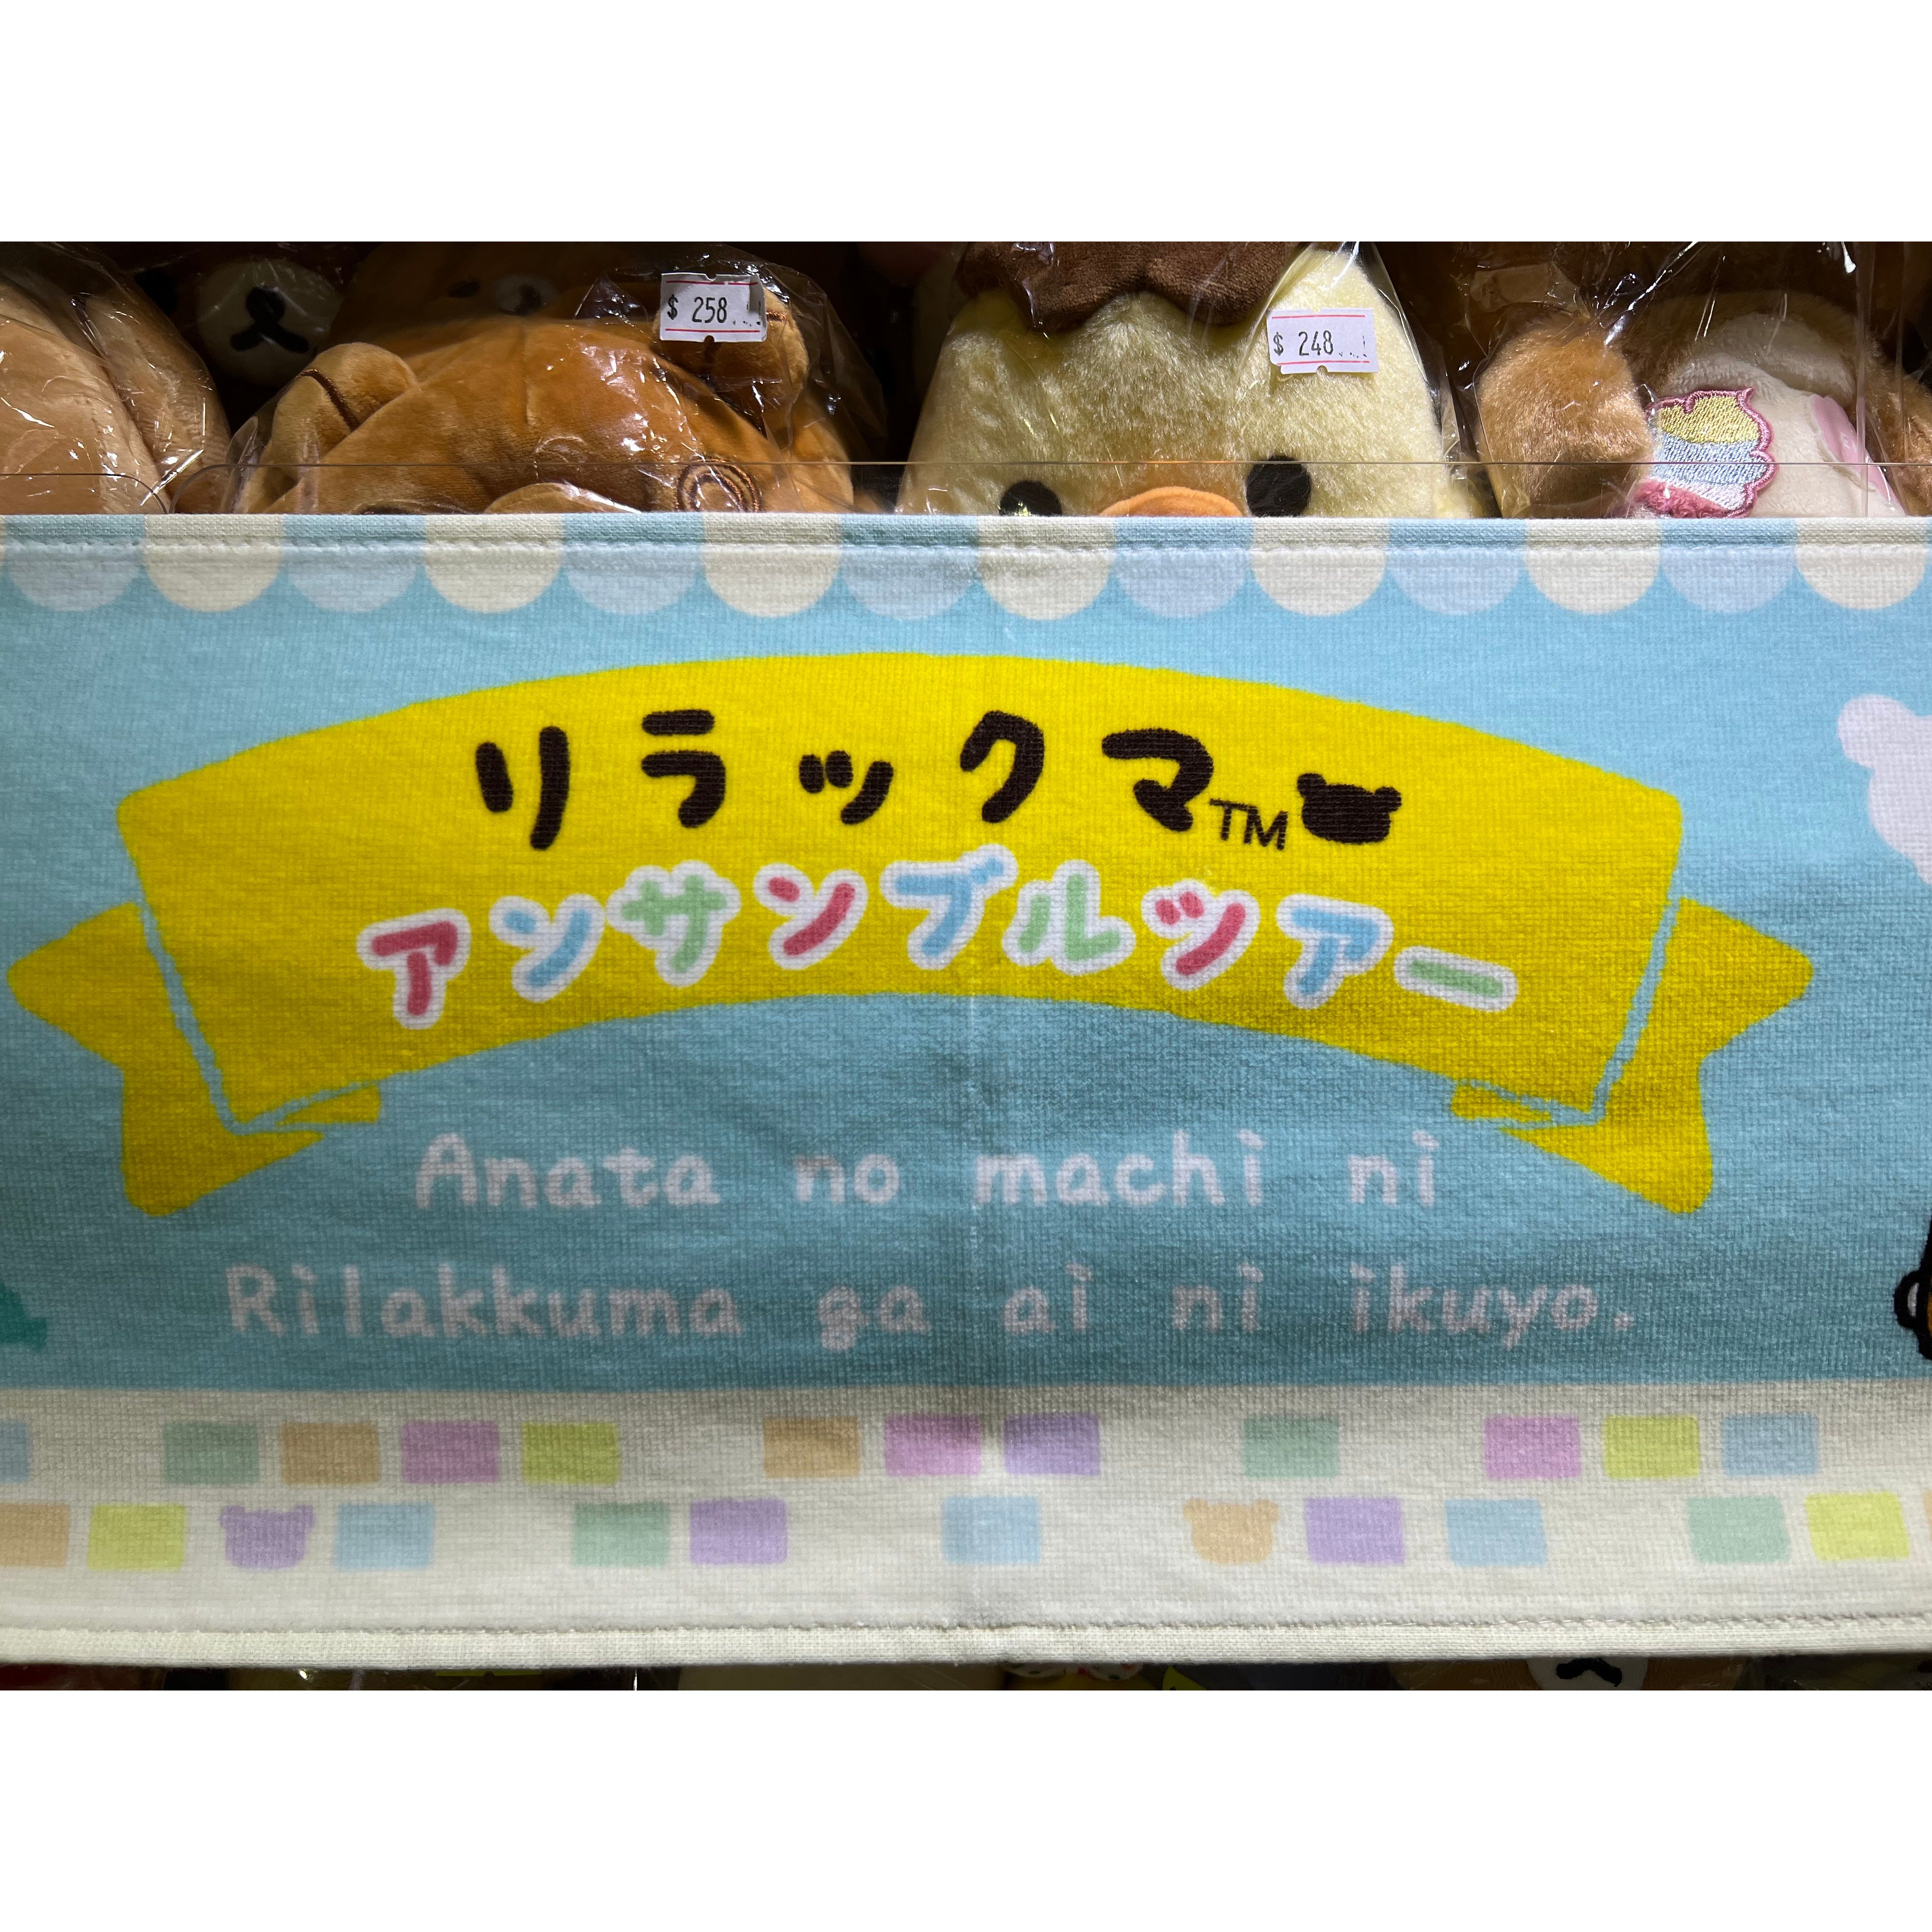 $ 258
$ 248
リラックマ™
アンサンブルツアー
Anata no machi ni
Rilakkuma ga ai ni ikuyo.